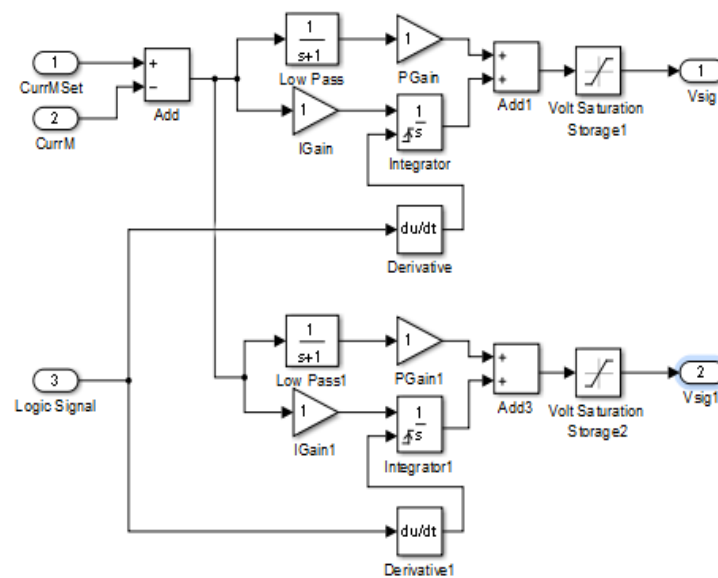 1
CurrMSet
2
CurrM
+
−
Add
1
s+1
Low Pass
1
PGain
1
IGain
1
s
Integrator
+
+
Add1
Volt Saturation
Storage1
1
Vsig
du/dt
Derivative
3
Logic Signal
1
s+1
Low Pass1
1
PGain1
1
IGain1
1
s
Integrator1
+
+
Add3
Volt Saturation
Storage2
2
Vsig1
du/dt
Derivative1